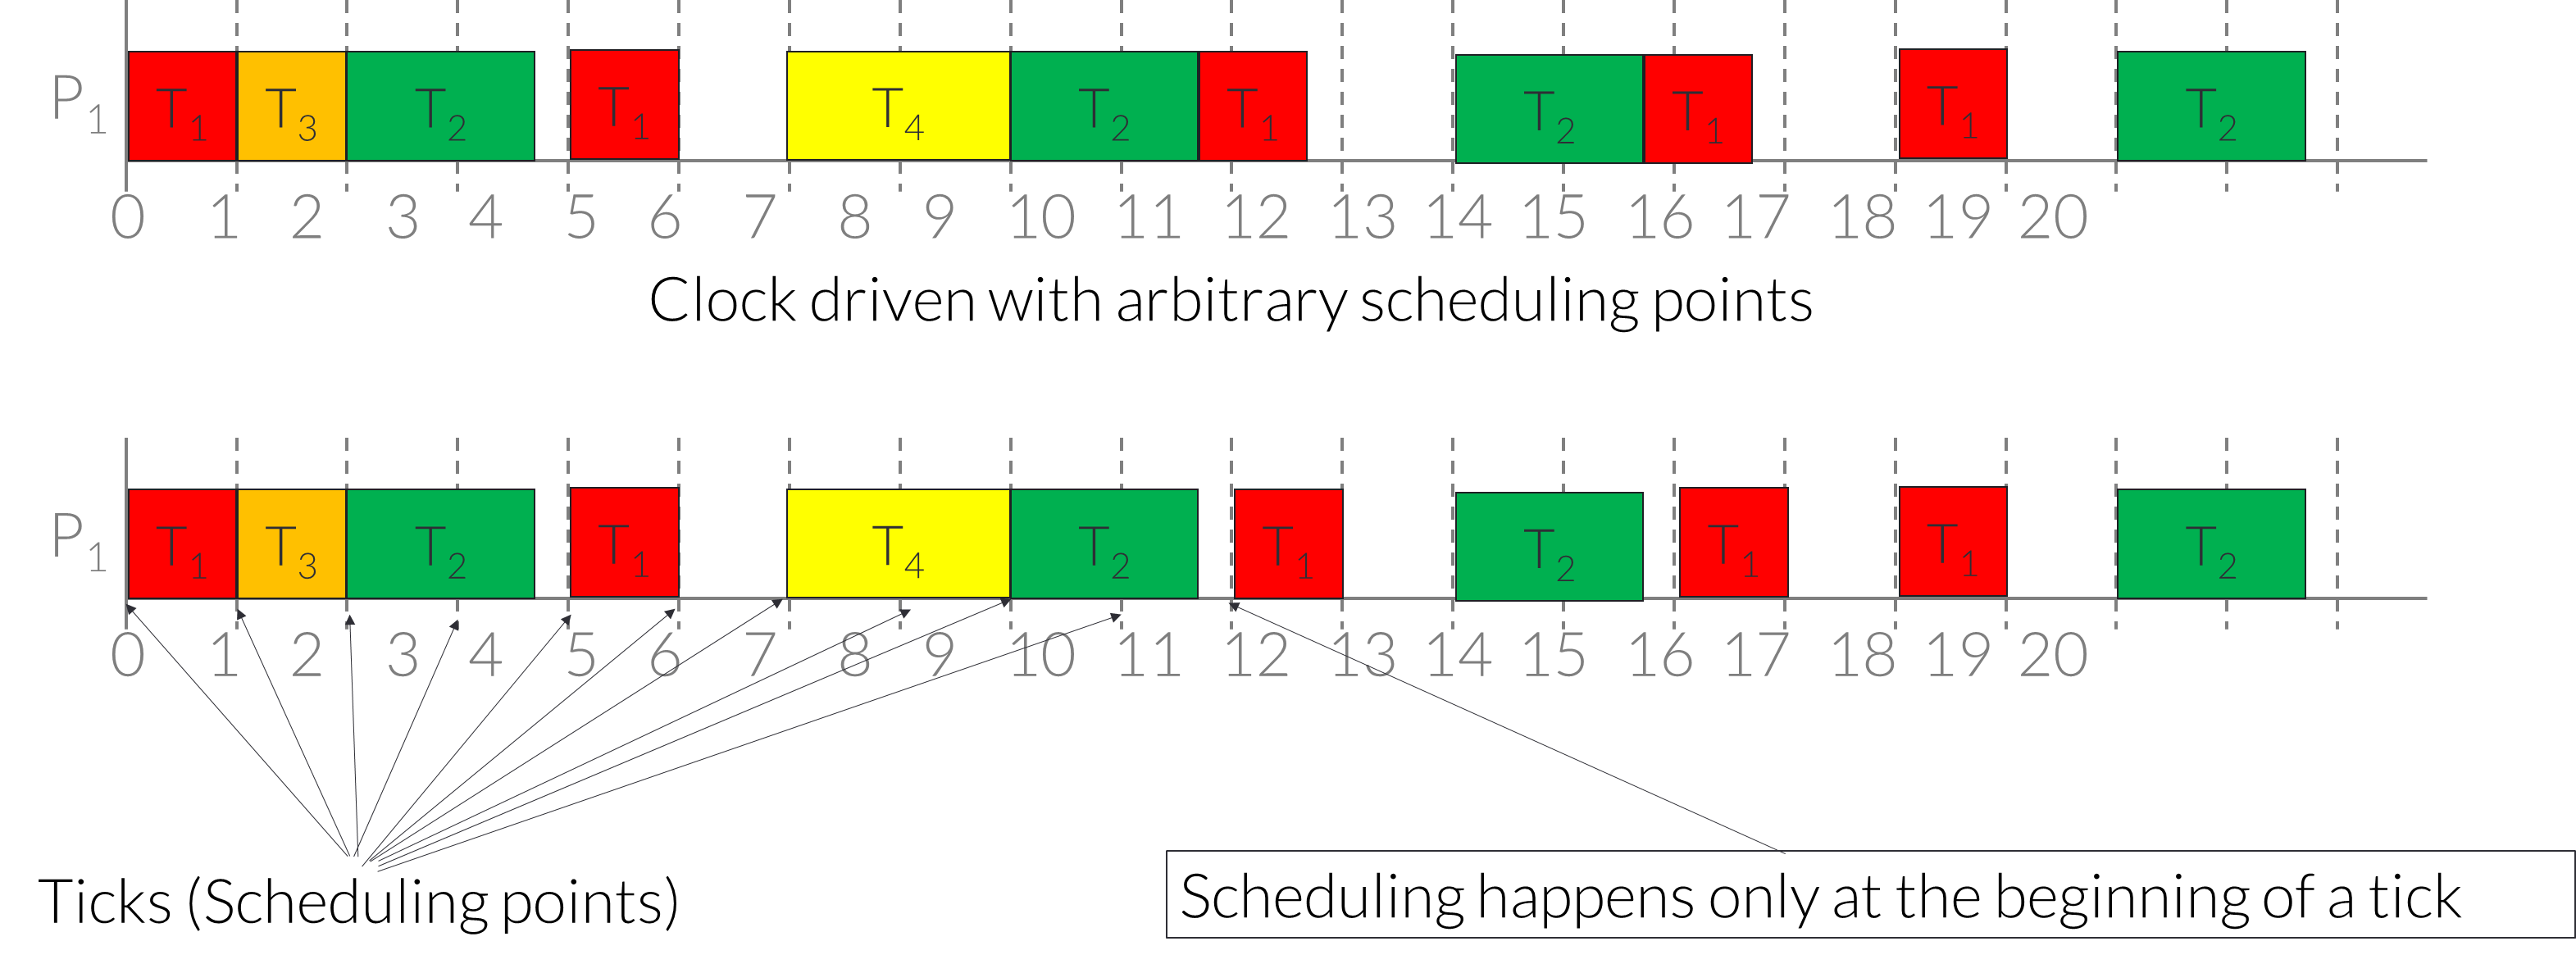 P1 T1 T3 T2 T1 T4 T2 T1 T2 T1 T1 T2
0 1 2 3 4 5 6 7 8 9 10 11 12 13 14 15 16 17 18 19 20
Clock driven with arbitrary scheduling points
P1 T1 T3 T2 T1 T4 T2 T1 T2 T1 T1 T2
0 1 2 3 4 5 6 7 8 9 10 11 12 13 14 15 16 17 18 19 20
Ticks (Scheduling points)
Scheduling happens only at the beginning of a tick